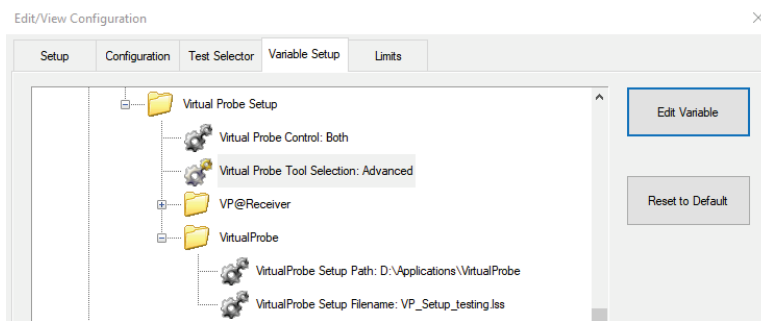 Edit/View Configuration
Setup Configuration Test Selector Variable Setup Limits
Virtual Probe Setup
Edit Variable
Virtual Probe Control: Both
Virtual Probe Tool Selection: Advanced
VP@Receiver
Reset to Default
VirtualProbe
VirtualProbe Setup Path: D:\Applications\VirtualProbe
VirtualProbe Setup Filename: VP_Setup_testing.lss